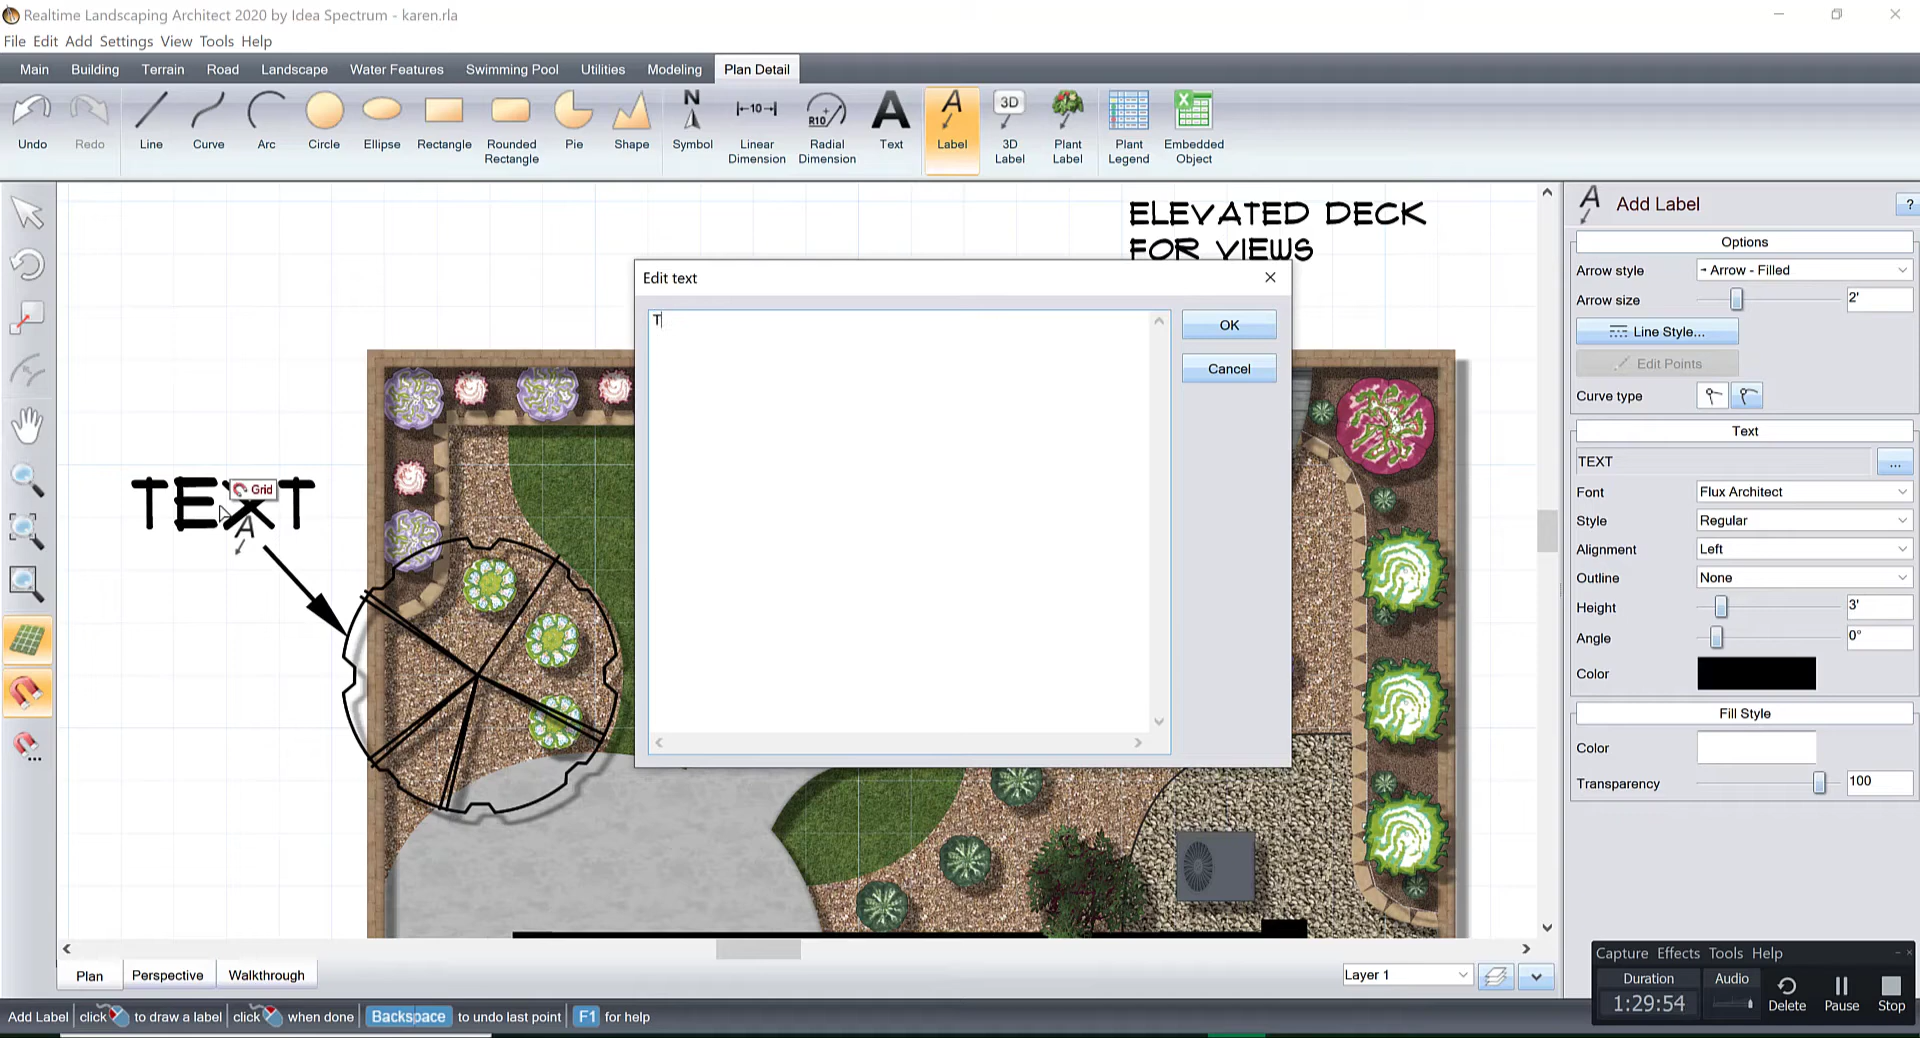 Realtime Landscaping Architect 2020 by Idea Spectrum - karen.rla
File Edit Add Settings View Tools Help
Main Building Terrain Road Landscape Water Features Swimming Pool Utilities Modeling Plan Detail
Undo Redo Line Curve Arc Circle Ellipse Rectangle Rounded Rectangle Pie Shape Symbol Linear Dimension Radial Dimension Text Label 3D Label Plant Label Plant Legend Embedded Object
N
10
R10
A
A
3D
ELEVATED DECK
FOR VIEWS
Edit text
T
OK
Cancel
TEXT
Grid
A
A Add Label ?
Options
Arrow style Arrow - Filled
Arrow size 2'
Line Style...
Edit Points
Curve type
Text
TEXT ...
Font Flux Architect
Style Regular
Alignment Left
Outline None
Height 3'
Angle 0°
Color
Fill Style
Color
Transparency 100
Plan Perspective Walkthrough
Layer 1
Capture Effects Tools Help
Duration Audio
1:29:54
Delete Pause Stop
Add Label click to draw a label click when done Backspace to undo last point F1 for help